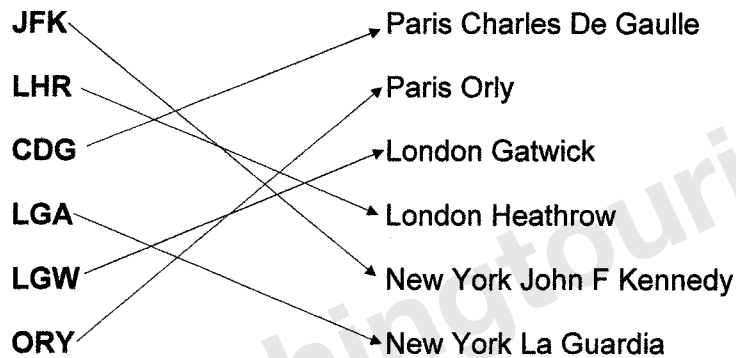 JFK Paris Charles De Gaulle
LHR Paris Orly
CDG London Gatwick
LGA London Heathrow
LGW New York John F Kennedy
ORY New York La Guardia
hingtouri